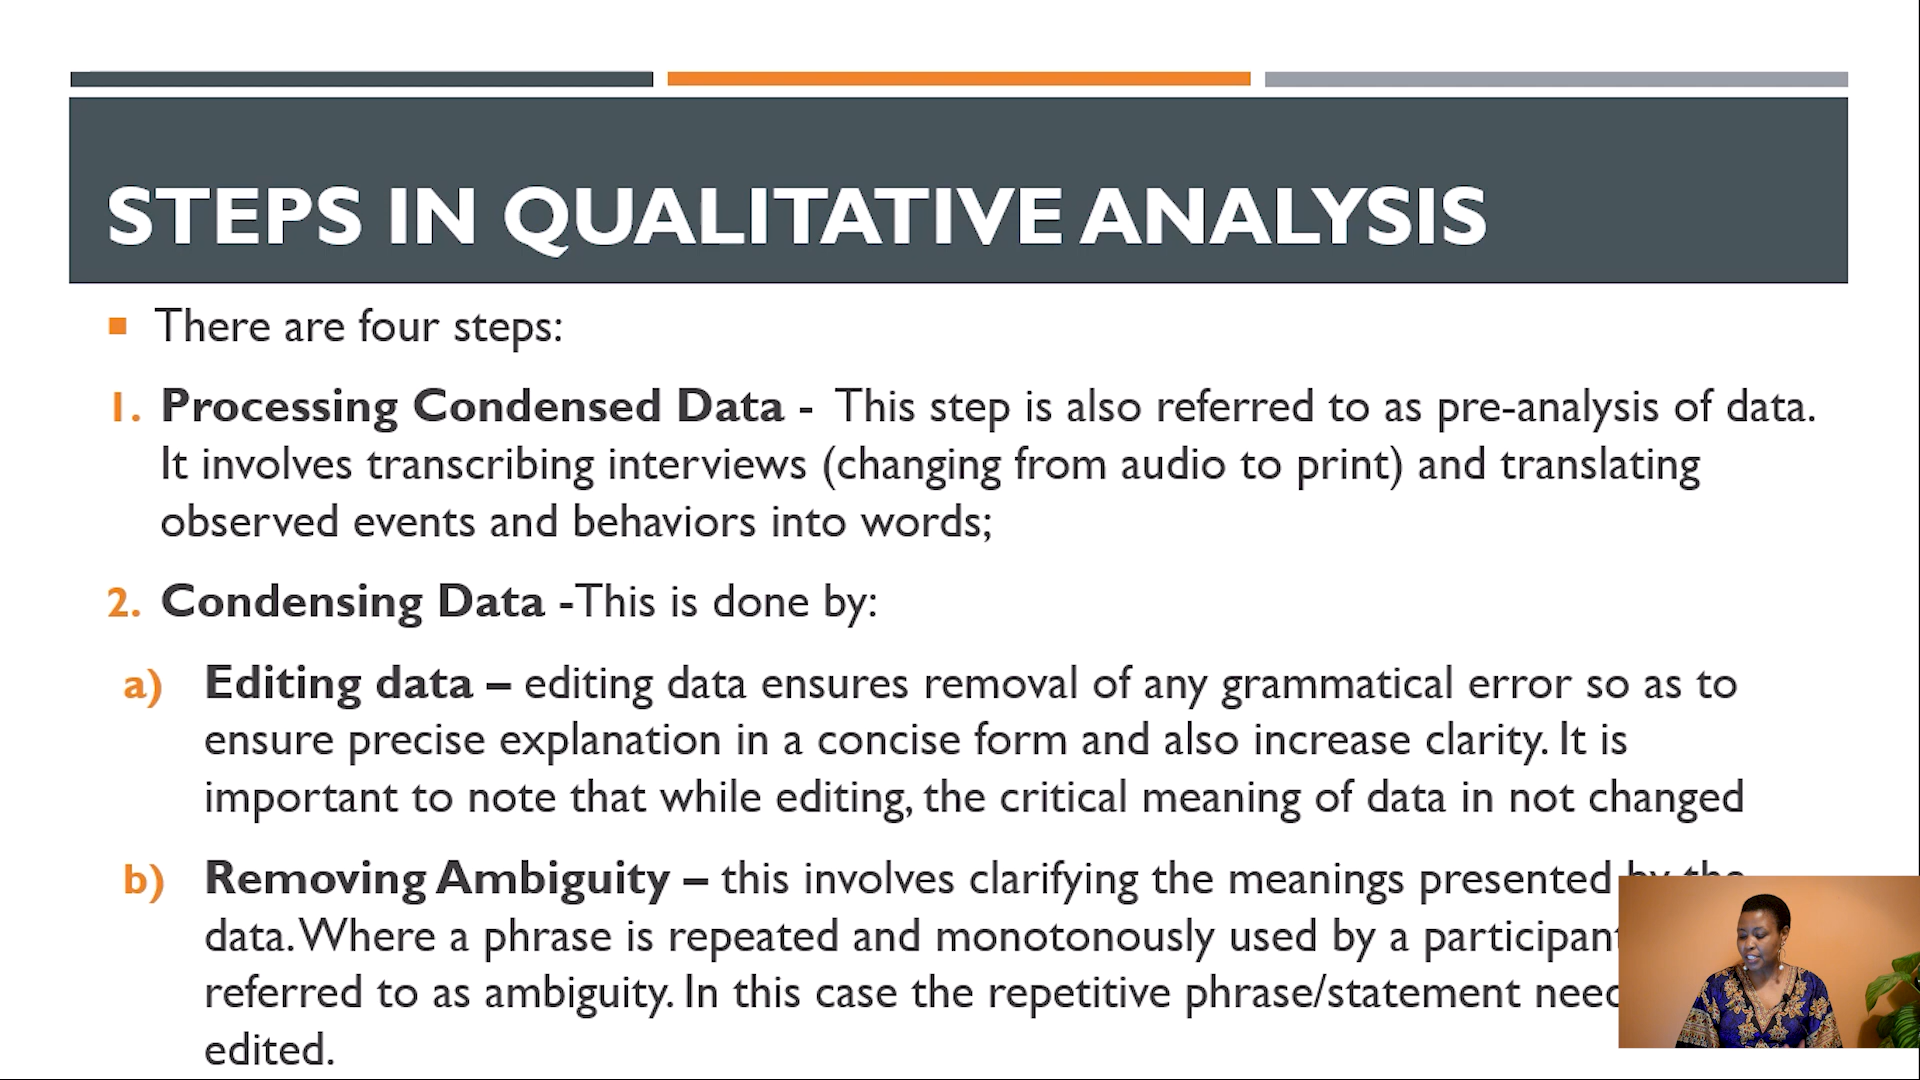 STEPS IN QUALITATIVE ANALYSIS
There are four steps:
1. Processing Condensed Data - This step is also referred to as pre-analysis of data.
It involves transcribing interviews (changing from audio to print) and translating
observed events and behaviors into words;
2. Condensing Data -This is done by:
a) Editing data – editing data ensures removal of any grammatical error so as to
ensure precise explanation in a concise form and also increase clarity. It is
important to note that while editing, the critical meaning of data in not changed
b) Removing Ambiguity – this involves clarifying the meanings presented by the
data. Where a phrase is repeated and monotonously used by a participant
referred to as ambiguity. In this case the repetitive phrase/statement
edited.